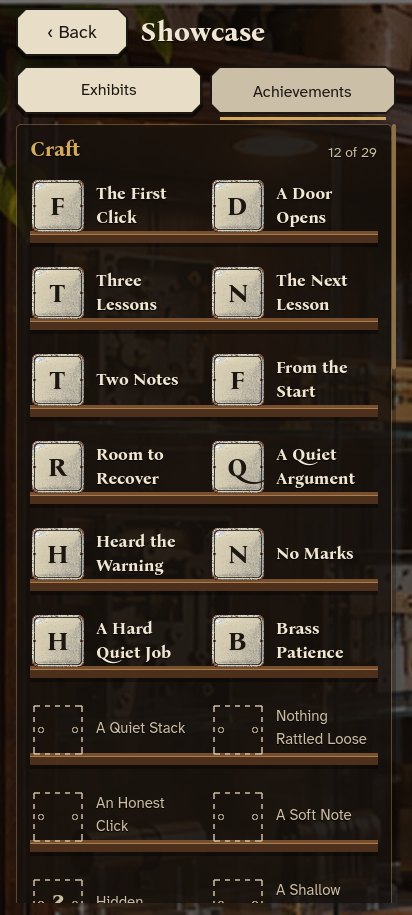 ‹ Back
Showcase
Exhibits
Achievements
Craft
12 of 29
F
The First
Click
D
A Door
Opens
T
Three
Lessons
N
The Next
Lesson
T
Two Notes
F
From the
Start
R
Room to
Recover
Q
A Quiet
Argument
H
Heard the
Warning
N
No Marks
H
A Hard
Quiet Job
B
Brass
Patience
A Quiet Stack
Nothing
Rattled Loose
An Honest
Click
A Soft Note
?
Hidden
A Shallow